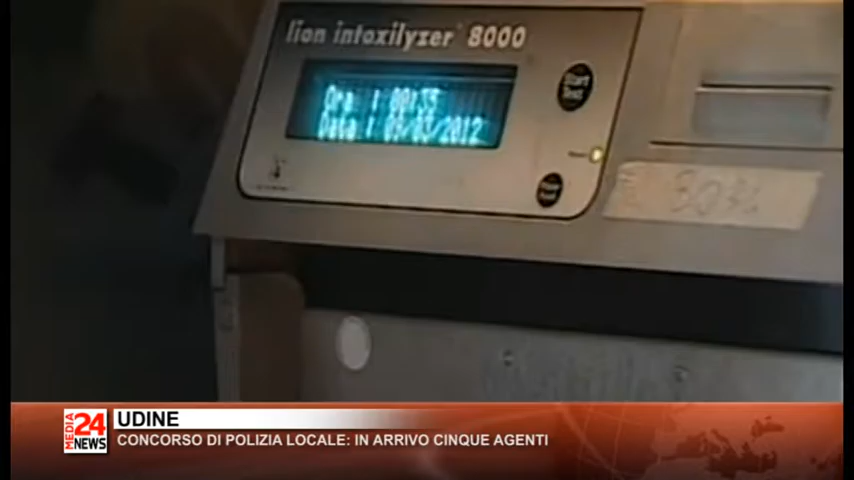 lion intoxilyzer 8000
Ora : 00:35
Data : 09/03/2012
Start
Test
MEDIA
24
NEWS
UDINE
CONCORSO DI POLIZIA LOCALE: IN ARRIVO CINQUE AGENTI